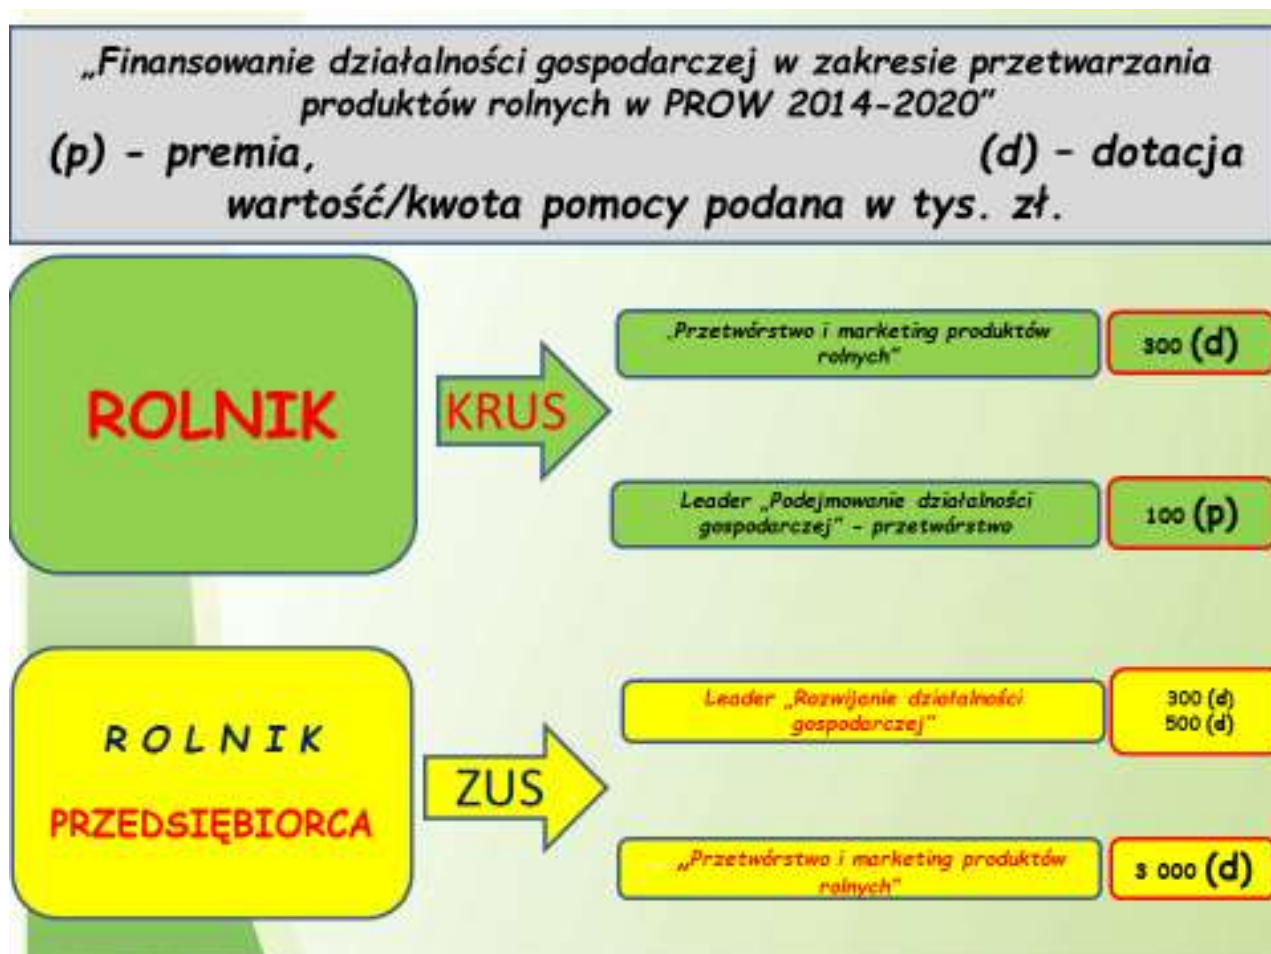 „Finansowanie działalności gospodarczej w zakresie przetwarzania
produktów rolnych w PROW 2014-2020”
(p) - premia, (d) - dotacja
wartość/kwota pomocy podana w tys. zł.
ROLNIK
KRUS
„Przetwórstwo i marketing produktów
rolnych”
300 (d)
Leader „Podejmowanie działalności
gospodarczej” - przetwórstwo
100 (p)
ROLNIK
PRZEDSIĘBIORCA
ZUS
Leader „Rozwijanie działalności
gospodarczej”
300 (d)
500 (d)
„Przetwórstwo i marketing produktów
rolnych”
3 000 (d)